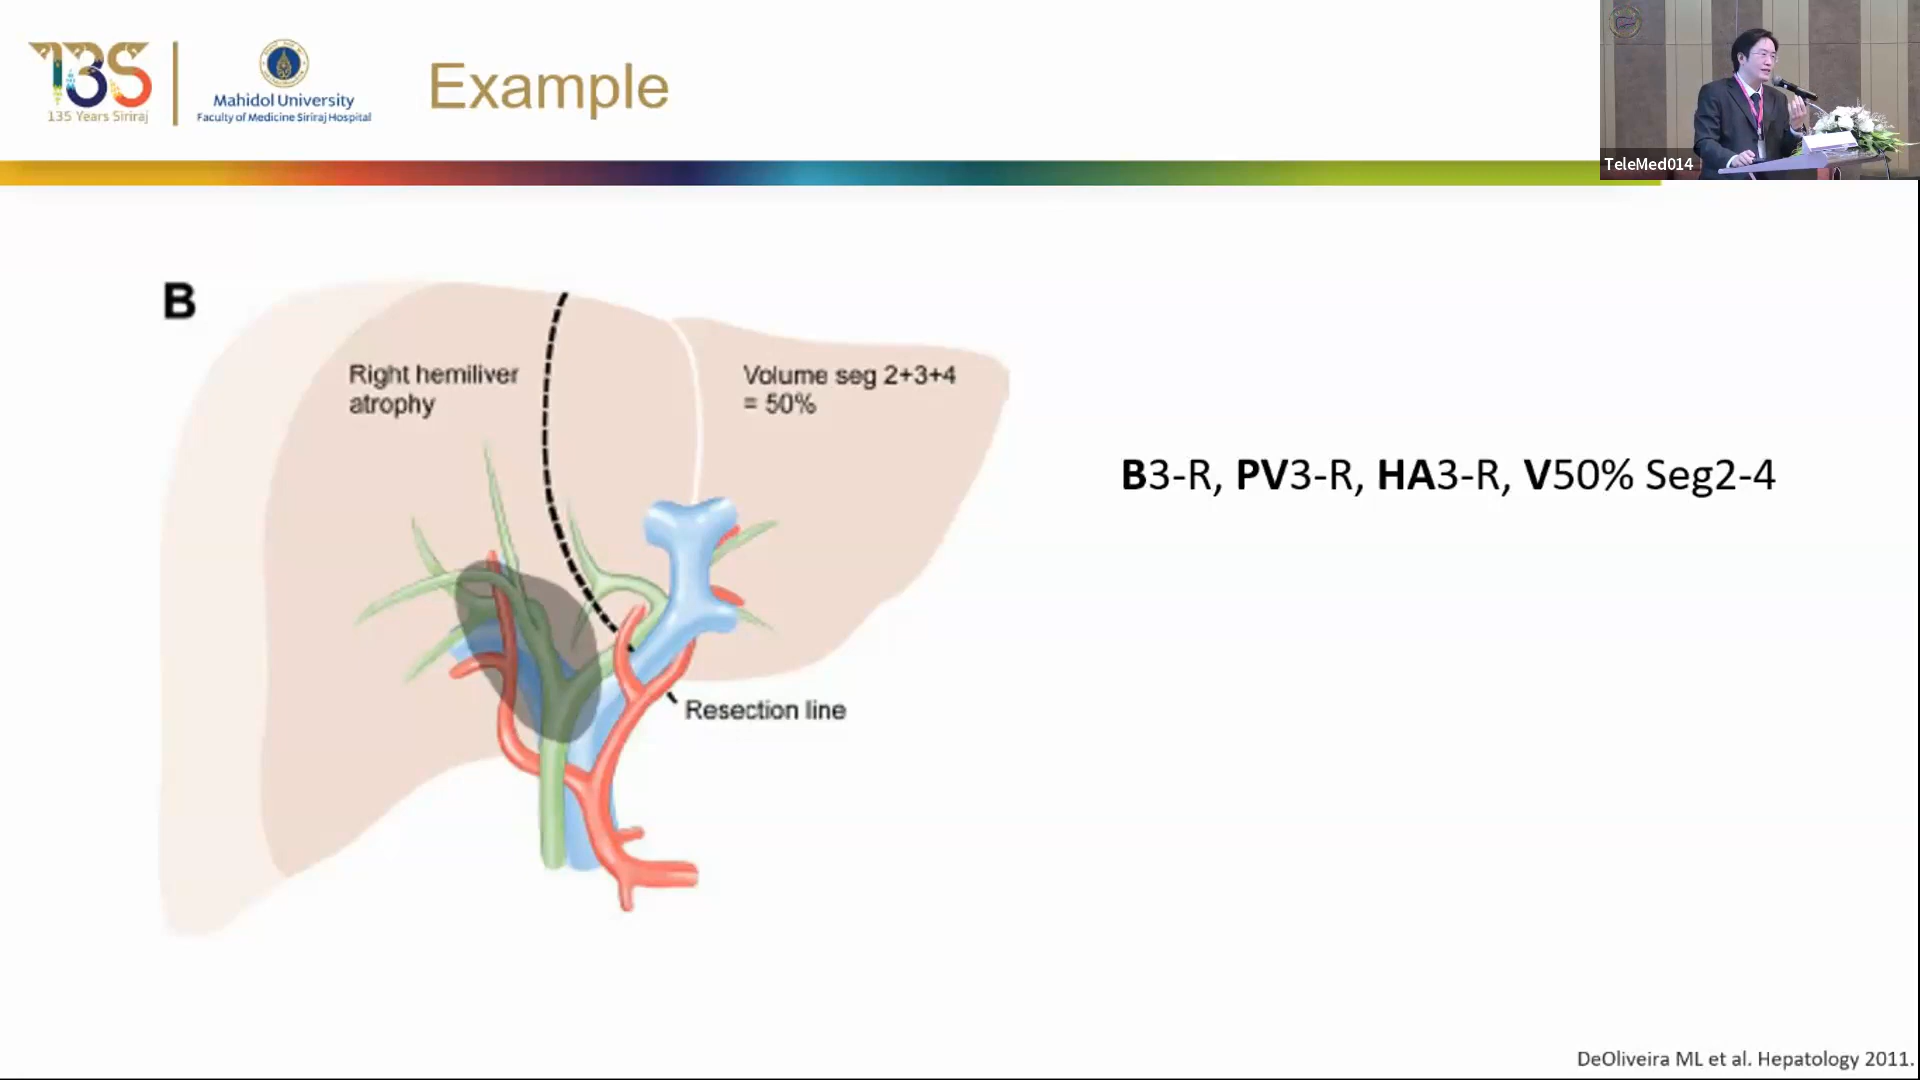 135
135 Years Siriraj
Mahidol University
Faculty of Medicine Siriraj Hospital
Example
TeleMed014
B
Right hemiliver
atrophy
Volume seg 2+3+4
= 50%
B3-R, PV3-R, HA3-R, V50% Seg2-4
Resection line
DeOliveira ML et al. Hepatology 2011.